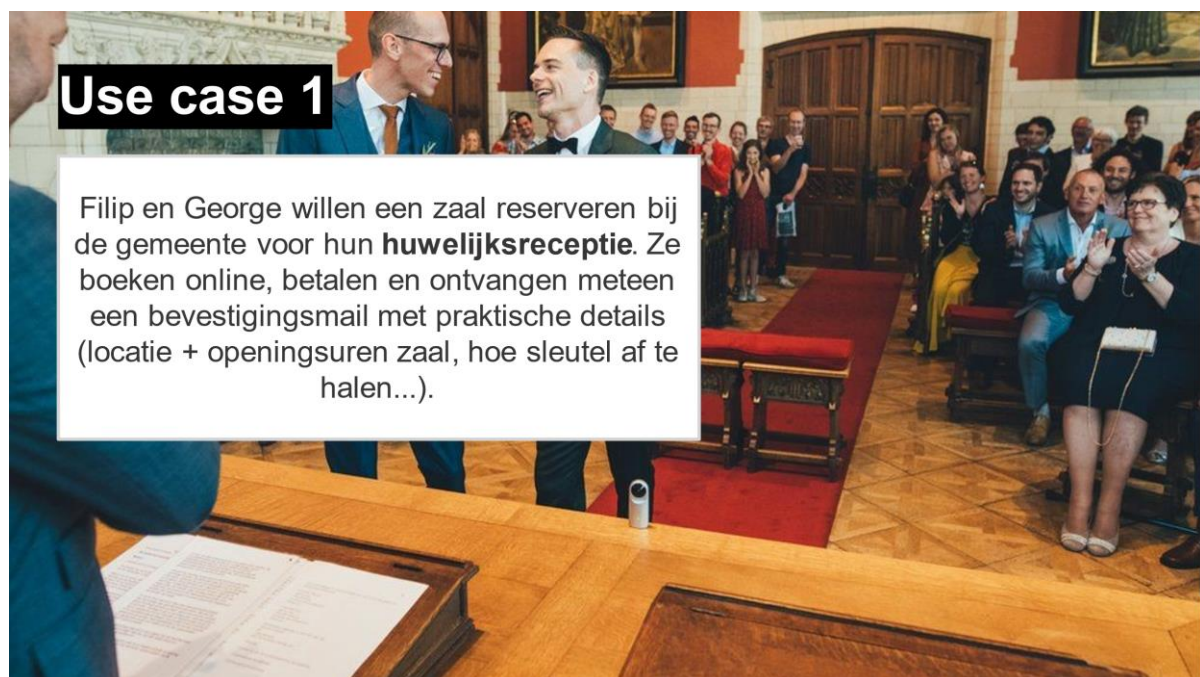 Use case 1
Filip en George willen een zaal reserveren bij
de gemeente voor hun huwelijksreceptie. Ze
boeken online, betalen en ontvangen meteen
een bevestigingsmail met praktische details
(locatie + openingsuren zaal, hoe sleutel af te
halen...).